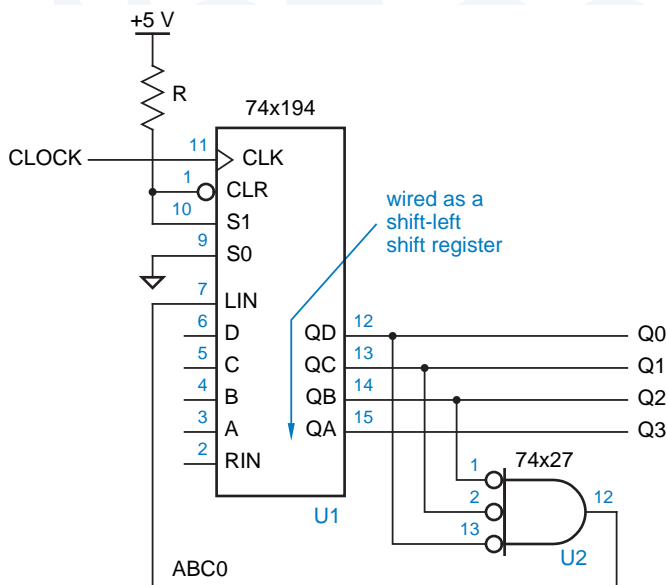 +5 V
R
74x194
CLOCK
11
CLK
1
CLR
10
S1
9
S0
wired as a
shift-left
shift register
7
LIN
6
D
QD
12
Q0
5
C
QC
13
Q1
4
B
QB
14
Q2
3
A
QA
15
Q3
2
RIN
U1
74x27
1
2
13
12
U2
ABC0